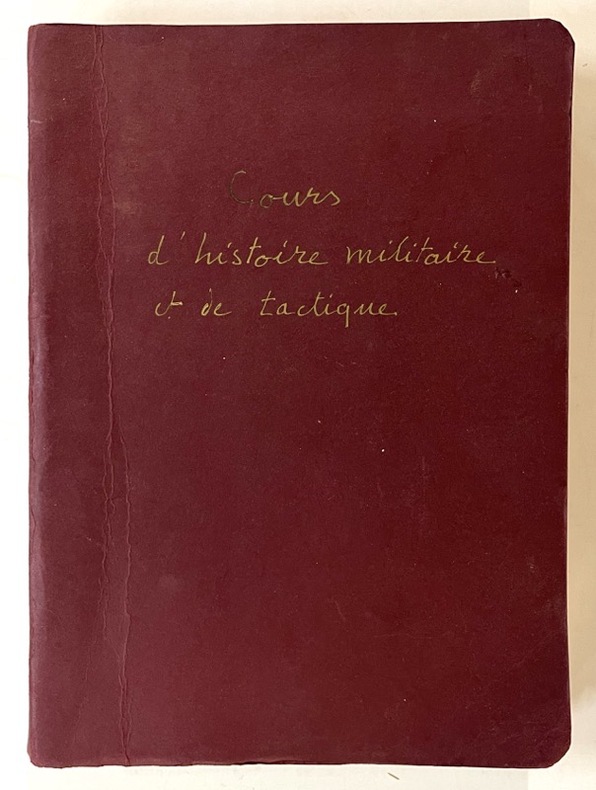 Cours
d'histoire militaire
et de tactique